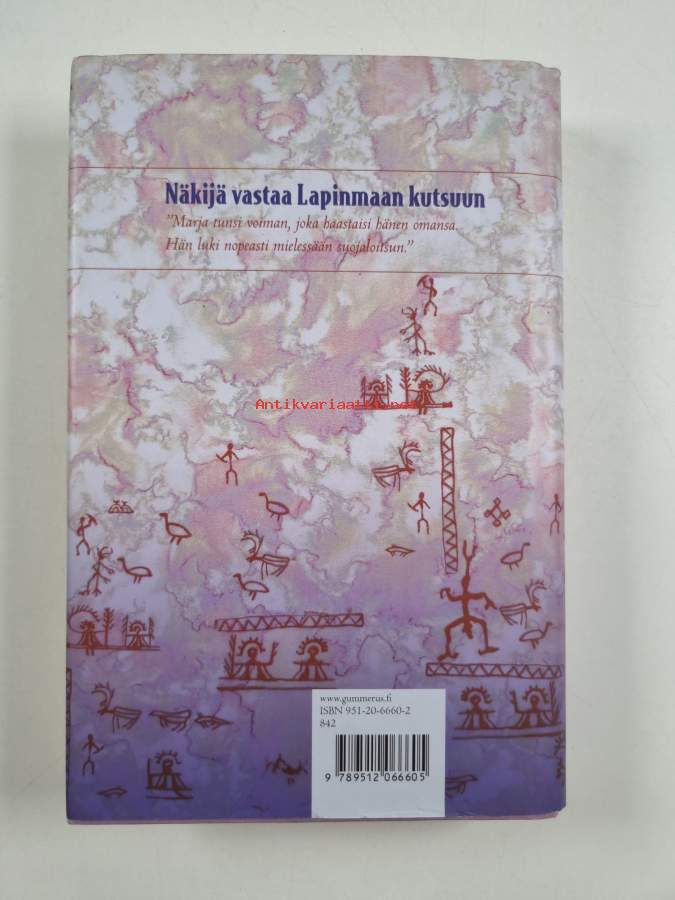 Näkijä vastaa Lapinmaan kutsuun
"Marja tunsi voiman, joka haastaisi hänen omansa.
Hän luki nopeasti mielessään suojaloitsun."
Antikvariaatti.net
www.gummerus.fi
ISBN 951-20-6660-2
842
9 789512 066605